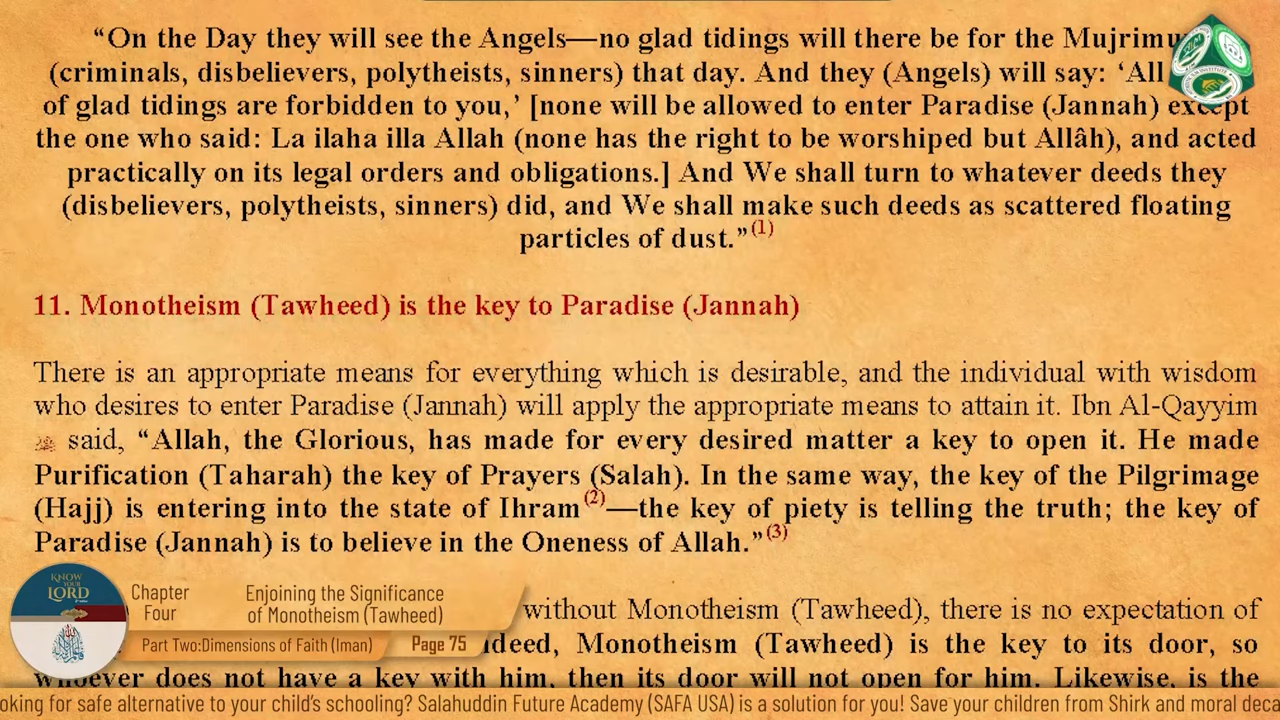 “On the Day they will see the Angels—no glad tidings will there be for the
(criminals, disbelievers, polytheists, sinners) that day. And they (Angels) will say: ‘All
of glad tidings are forbidden to you,’ [none will be allowed to enter Paradise (Jannah) except
the one who said: La ilaha illa Allah (none has the right to be worshiped but Allâh), and acted
practically on its legal orders and obligations.] And We shall turn to whatever deeds they
(disbelievers, polytheists, sinners) did, and We shall make such deeds as scattered floating
particles of dust.”(1)
11. Monotheism (Tawheed) is the key to Paradise (Jannah)
There is an appropriate means for everything which is desirable, and the individual with wisdom
who desires to enter Paradise (Jannah) will apply the appropriate means to attain it. Ibn Al-Qayyim
said, “Allah, the Glorious, has made for every desired matter a key to open it. He made
Purification (Taharah) the key of Prayers (Salah). In the same way, the key of the Pilgrimage
(Hajj) is entering into the state of Ihram(2)—the key of piety is telling the truth; the key of
Paradise (Jannah) is to believe in the Oneness of Allah.”(3)
without Monotheism (Tawheed), there is no expectation of
Monotheism (Tawheed) is the key to its door, so
whoever does not have a key with him, then its door will not open for him. Likewise, is the
KNOW
YOUR
LORD
Chapter
Four
Enjoining the Significance
of Monotheism (Tawheed)
Part Two:Dimensions of Faith (Iman)
Page 75
for safe alternative to your child’s schooling? Salahuddin Future Academy (SAFA USA) is a solution for you! Save your children from Shirk and moral